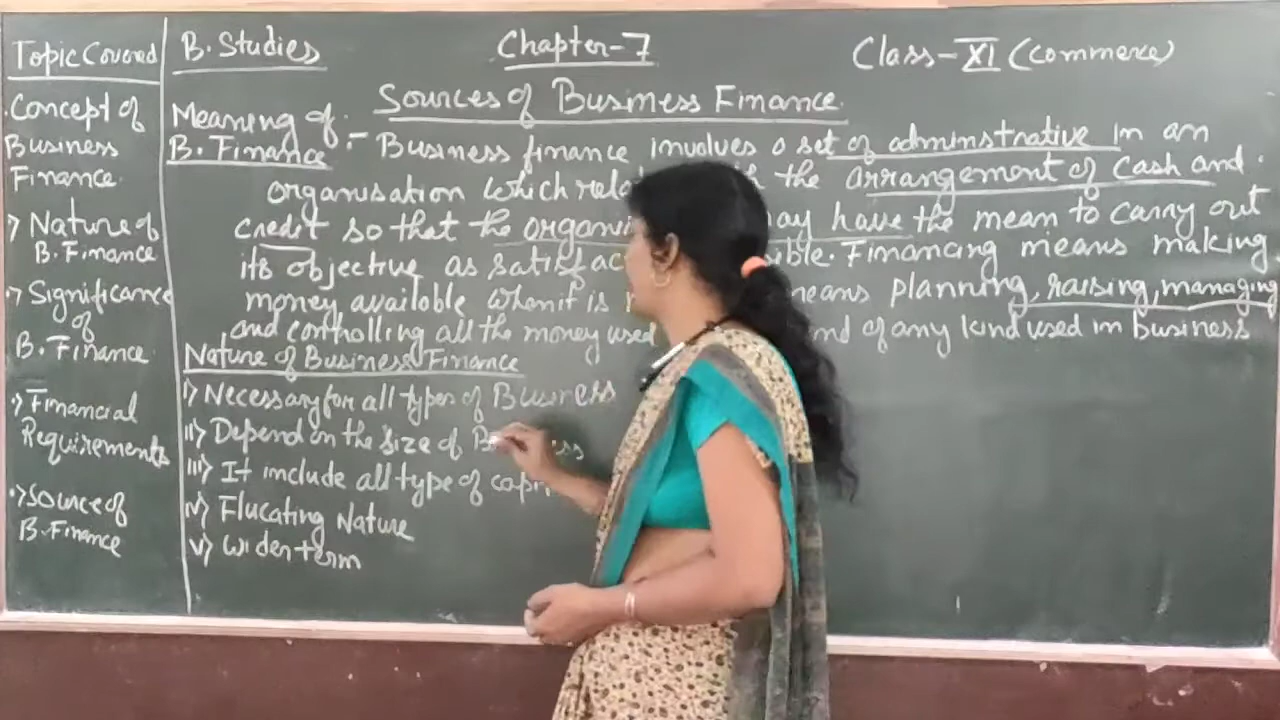 Topic Covered
Concept of
Business
Finance
Nature of
B. Finance
Significance
of
B. Finance
Financial
Requirements
Source of
B. Finance
B. Studies
Chapter-7
Class-XI (Commerce)
Sources of Business Finance
Meaning of
B. Finance :- Business finance involves a set of adminstrative in an
organisation which the arrangement of Cash and
credit so that the have the mean to carry out
its objective as Financing means making
money available when it is means planning, raising, managing
and controlling all the money used of any kind used in business
Nature of Business Finance
i) Necessary for all types of Business
ii) Depend on the size of
iii) It include all type of
iv) Flucating Nature
v) Wider term